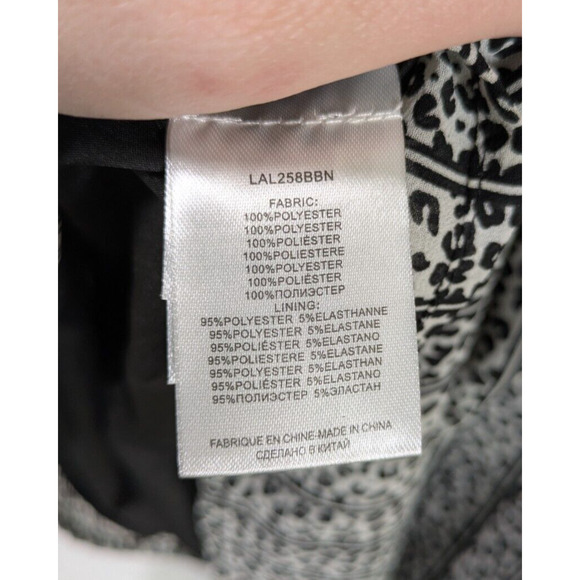 LAL258BBN
FABRIC:
100%POLYESTER
100%POLYESTER
100%POLIÉSTER
100%POLIESTERE
100%POLYESTER
100%POLIÉSTER
100%ПОЛИЭСТЕР
LINING:
95%POLYESTER 5%ELASTHANNE
95%POLYESTER 5%ELASTANE
95%POLIÉSTER 5%ELASTANO
95%POLIESTERE 5%ELASTANE
95%POLYESTER 5%ELASTHAN
95%POLIÉSTER 5%ELASTANO
95%ПОЛИЭСТЕР 5%ЭЛАСТАН
FABRIQUE EN CHINE-MADE IN CHINA
СДЕЛАНО В КИТАЙ